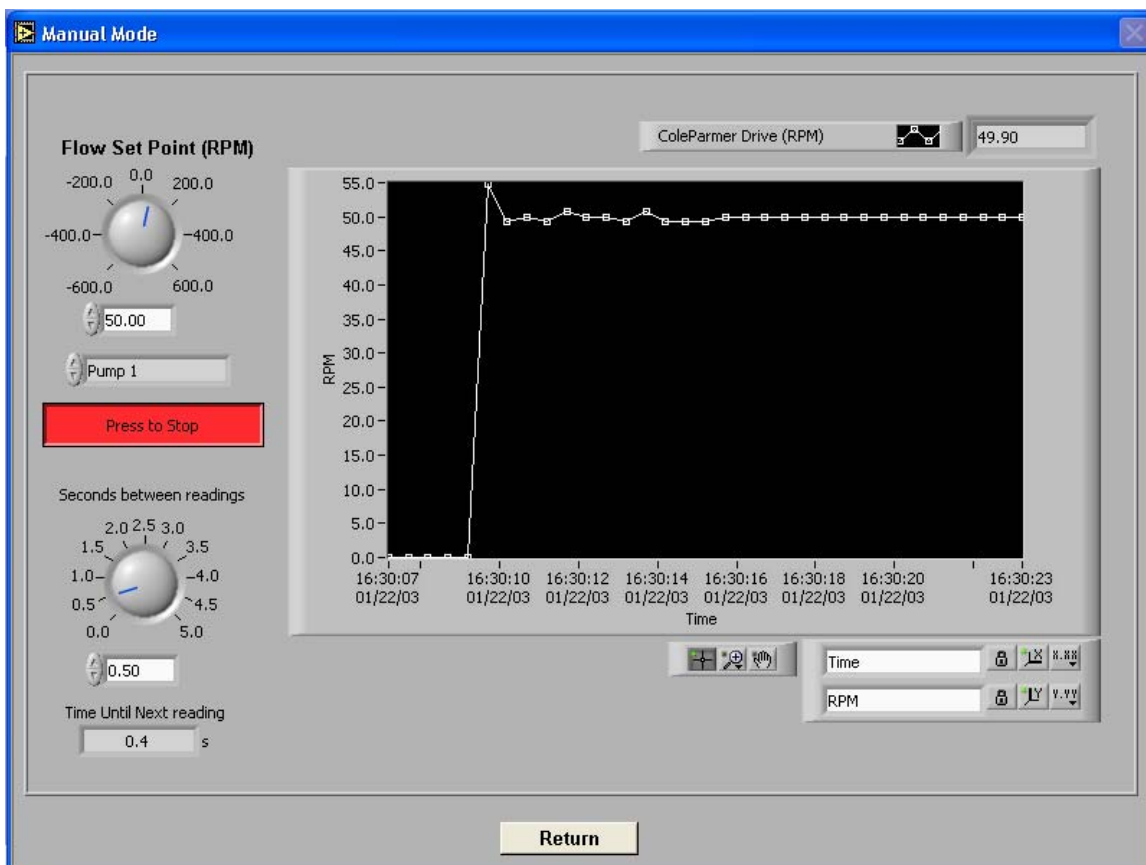 Manual Mode
Flow Set Point (RPM)
-200.0 0.0 200.0
-400.0 -400.0
-600.0 600.0
50.00
Pump 1
Press to Stop
Seconds between readings
2.0 2.5 3.0
1.5 3.5
1.0 -4.0
0.5 4.5
0.0 5.0
0.50
Time Until Next reading
0.4 s
ColeParmer Drive (RPM) 49.90
RPM
55.0
50.0
45.0
40.0
35.0
30.0
25.0
20.0
15.0
10.0
5.0
0.0
16:30:07 16:30:10 16:30:12 16:30:14 16:30:16 16:30:18 16:30:20 16:30:23
01/22/03 01/22/03 01/22/03 01/22/03 01/22/03 01/22/03 01/22/03 01/22/03
Time
Time X X.XX
RPM Y Y.YY
Return